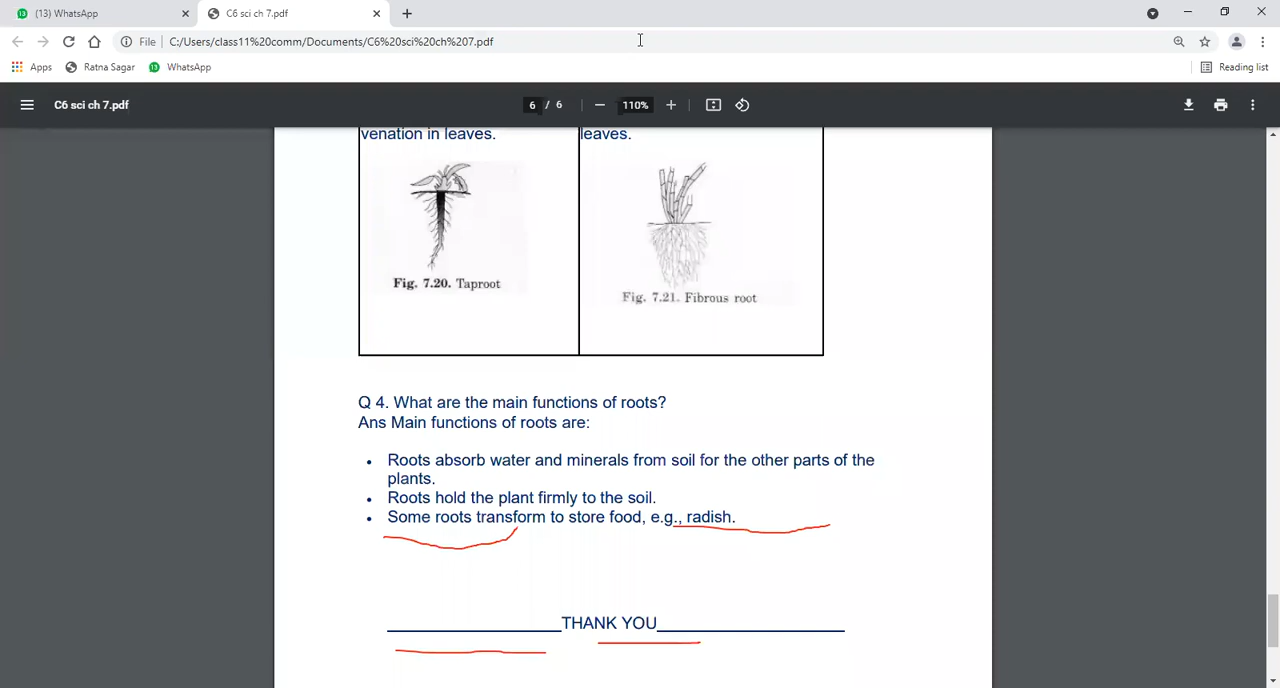 (13) WhatsApp
C6 sci ch 7.pdf
File
C:/Users/class11%20comm/Documents/C6%20sci%20ch%207.pdf
Apps
Ratna Sagar
WhatsApp
Reading list
C6 sci ch 7.pdf
6 / 6
110%
venation in leaves.
leaves.
Fig. 7.20. Taproot
Fig. 7.21. Fibrous root
Q 4. What are the main functions of roots?
Ans Main functions of roots are:
• Roots absorb water and minerals from soil for the other parts of the
plants.
• Roots hold the plant firmly to the soil.
• Some roots transform to store food, e.g., radish.
THANK YOU